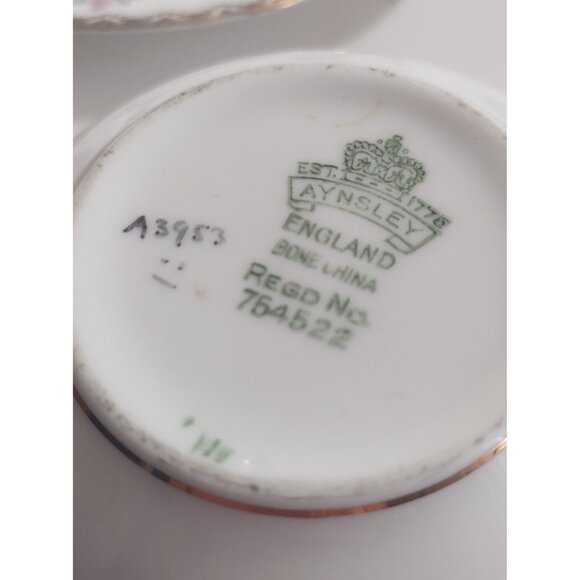 EST. 1775
AYNSLEY
ENGLAND
BONE CHINA
REGD NO.
754522
A3953